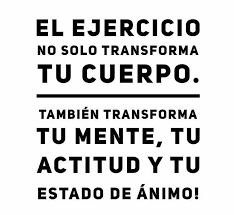 EL EJERCICIO
NO SOLO TRANSFORMA
TU CUERPO.
TAMBIÉN TRANSFORMA
TU MENTE, TU
ACTITUD Y TU
ESTADO DE ÁNIMO!